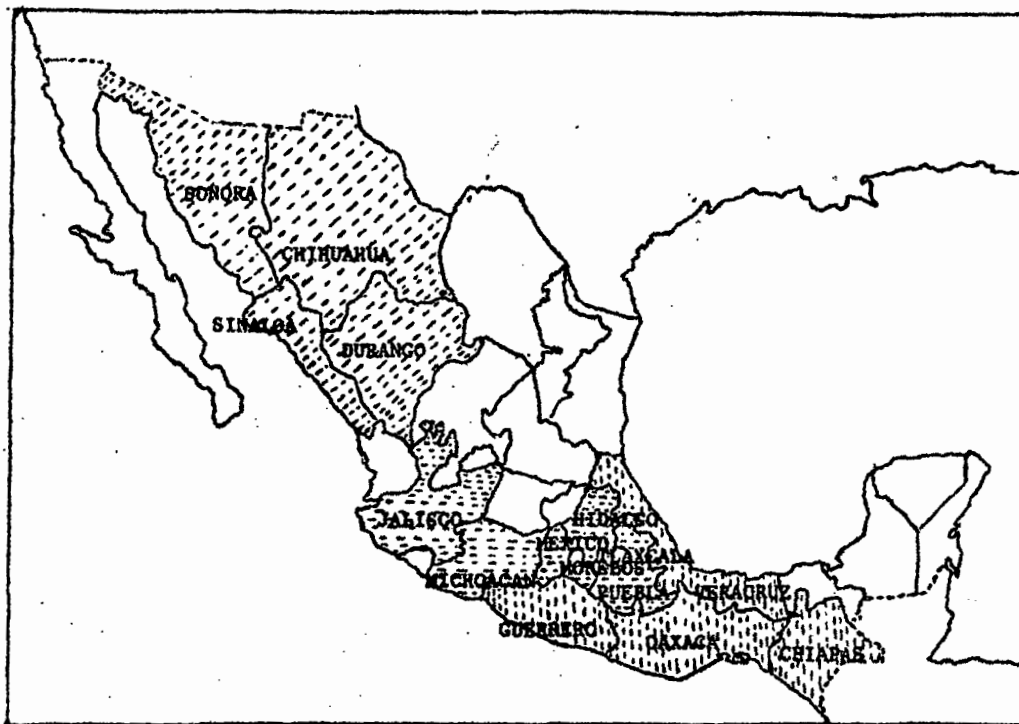 SONORA
CHIHUAHUA
SINALOA
DURANGO
JALISCO
HIDALGO
MEXICO
TLAXCALA
MORELOS
MICHOACAN
PUEBLA
VERACRUZ
GUERRERO
OAXACA
CHIAPAS